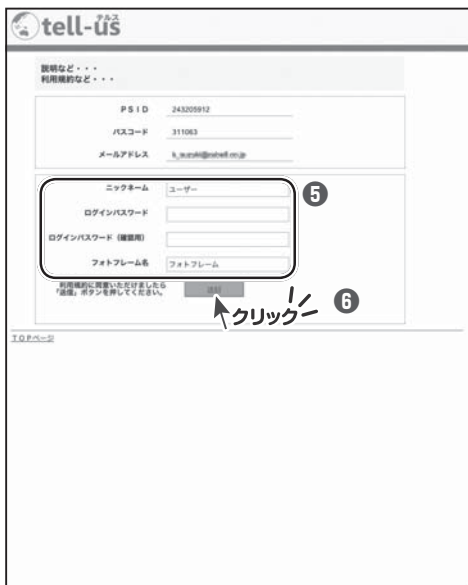 tell-us
テルス
説明など・・・
利用規約など・・・
PSID 243205912
パスコード 311063
メールアドレス
ニックネーム ユーザー
❺
ログインパスワード
ログインパスワード（確認用）
フォトフレーム名 フォトフレーム
利用規約に同意いただけましたら
「送信」ボタンを押してください。
送信
クリック
❻
TOPページ